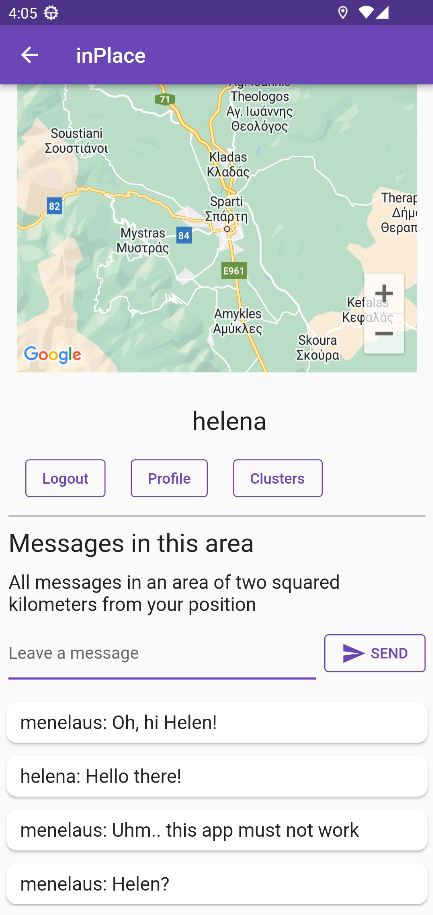 4:05
inPlace
71
Theologos
Αγ. Ιωάννης
Θεολόγος
Soustiani
Σουστιάνοι
Kladas
Κλαδάς
82
Sparti
Σπάρτη
Mystras
Μυστράς
84
E961
Amykles
Αμύκλες
Skoura
Σκούρα
Kefalas
Κεφαλάς
+
−
Google
helena
Logout
Profile
Clusters
Messages in this area
All messages in an area of two squared
kilometers from your position
Leave a message
SEND
menelaus: Oh, hi Helen!
helena: Hello there!
menelaus: Uhm.. this app must not work
menelaus: Helen?